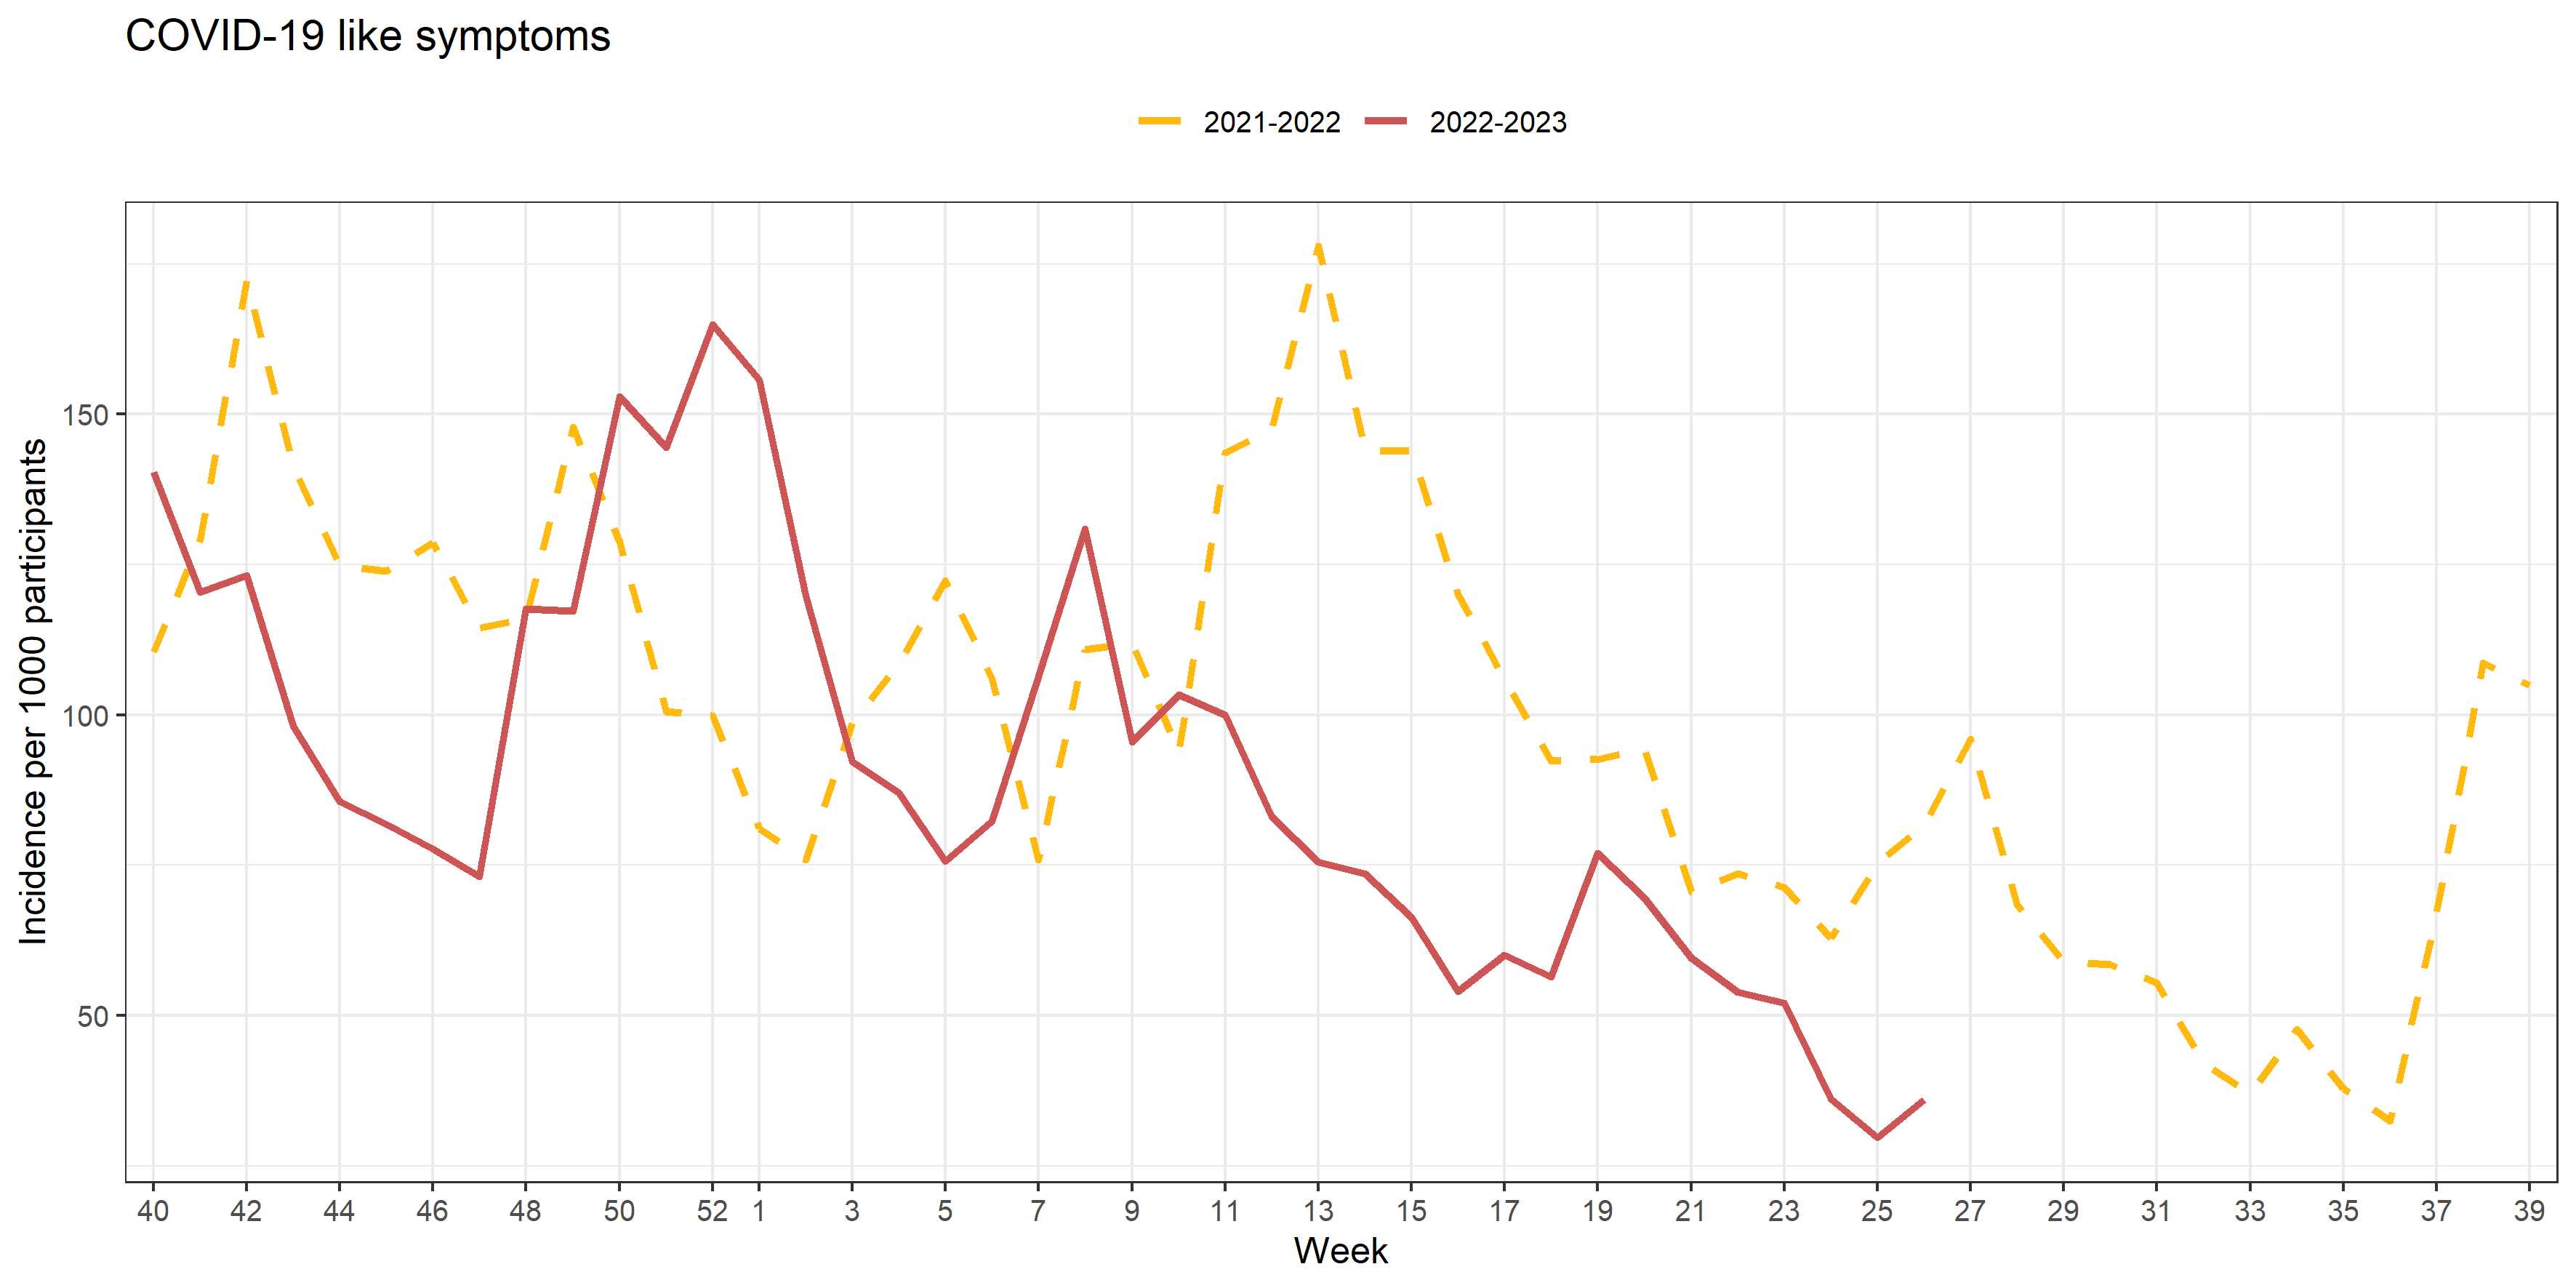 COVID-19 like symptoms
2021-2022 2022-2023
Incidence per 1000 participants
150
100
50
40 42 44 46 48 50 52 1 3 5 7 9 11 13 15 17 19 21 23 25 27 29 31 33 35 37 39
Week